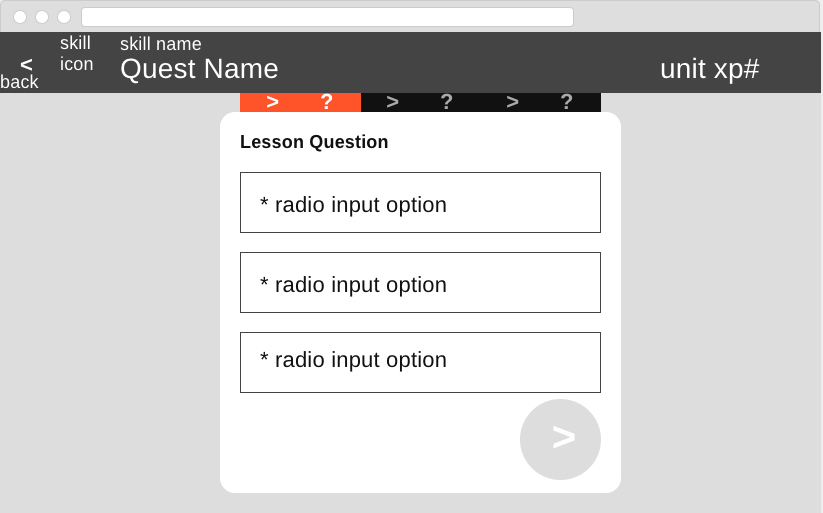 <
back
skill
icon
skill name
Quest Name
unit xp#
> ? > ? > ?
Lesson Question
* radio input option
* radio input option
* radio input option
>